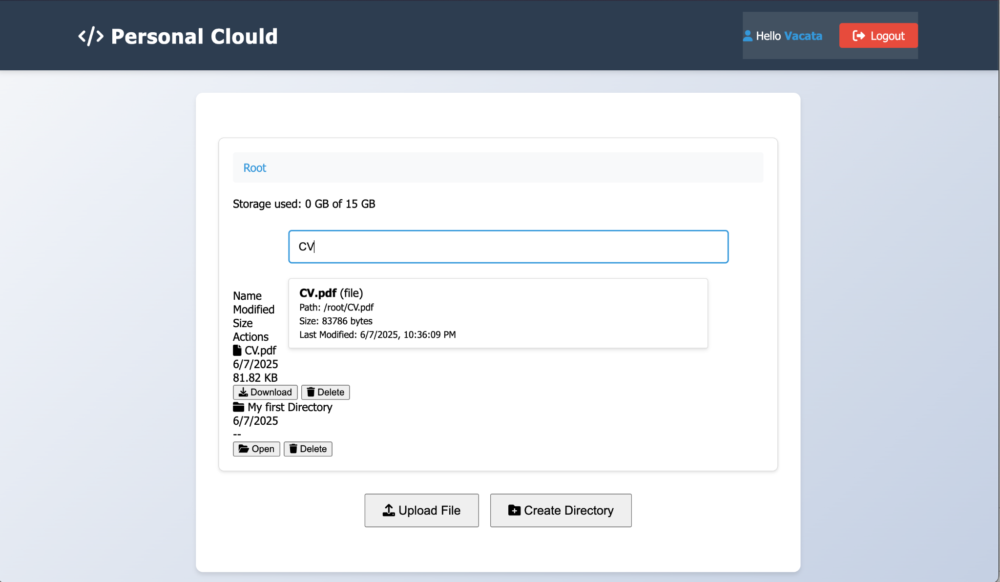 </> Personal Clould
Hello Vacata
Logout
Root
Storage used: 0 GB of 15 GB
CV
CV.pdf (file)
Path: /root/CV.pdf
Size: 83786 bytes
Last Modified: 6/7/2025, 10:36:09 PM
Name
Modified
Size
Actions
CV.pdf
6/7/2025
81.82 KB
Download Delete
My first Directory
6/7/2025
--
Open Delete
Upload File Create Directory